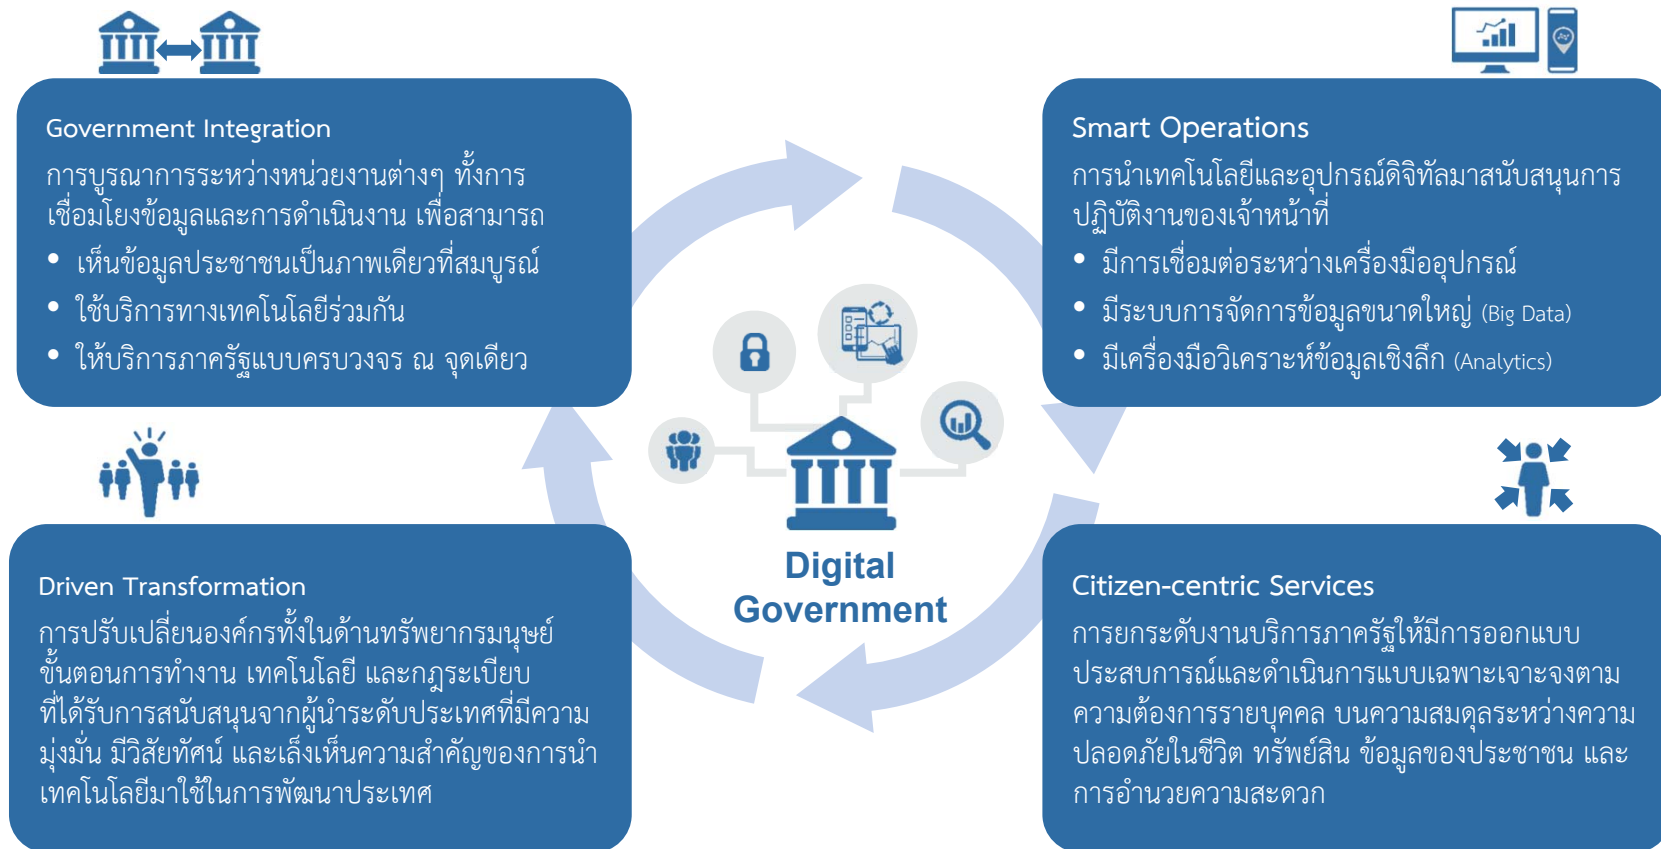 Government Integration
การบูรณาการระหว่างหน่วยงานต่างๆ ทั้งการ
เชื่อมโยงข้อมูลและการดำเนินงาน เพื่อสามารถ
• เห็นข้อมูลประชาชนเป็นภาพเดียวที่สมบูรณ์
• ใช้บริการทางเทคโนโลยีร่วมกัน
• ให้บริการภาครัฐแบบครบวงจร ณ จุดเดียว
Smart Operations
การนำเทคโนโลยีและอุปกรณ์ดิจิทัลมาสนับสนุนการ
ปฏิบัติงานของเจ้าหน้าที่
• มีการเชื่อมต่อระหว่างเครื่องมืออุปกรณ์
• มีระบบการจัดการข้อมูลขนาดใหญ่ (Big Data)
• มีเครื่องมือวิเคราะห์ข้อมูลเชิงลึก (Analytics)
Digital
Government
Driven Transformation
การปรับเปลี่ยนองค์กรทั้งในด้านทรัพยากรมนุษย์
ขั้นตอนการทำงาน เทคโนโลยี และกฎระเบียบ
ที่ได้รับการสนับสนุนจากผู้นำระดับประเทศที่มีความ
มุ่งมั่น มีวิสัยทัศน์ และเล็งเห็นความสำคัญของการนำ
เทคโนโลยีมาใช้ในการพัฒนาประเทศ
Citizen-centric Services
การยกระดับงานบริการภาครัฐให้มีการออกแบบ
ประสบการณ์และดำเนินการแบบเฉพาะเจาะจงตาม
ความต้องการรายบุคคล บนความสมดุลระหว่างความ
ปลอดภัยในชีวิต ทรัพย์สิน ข้อมูลของประชาชน และ
การอำนวยความสะดวก